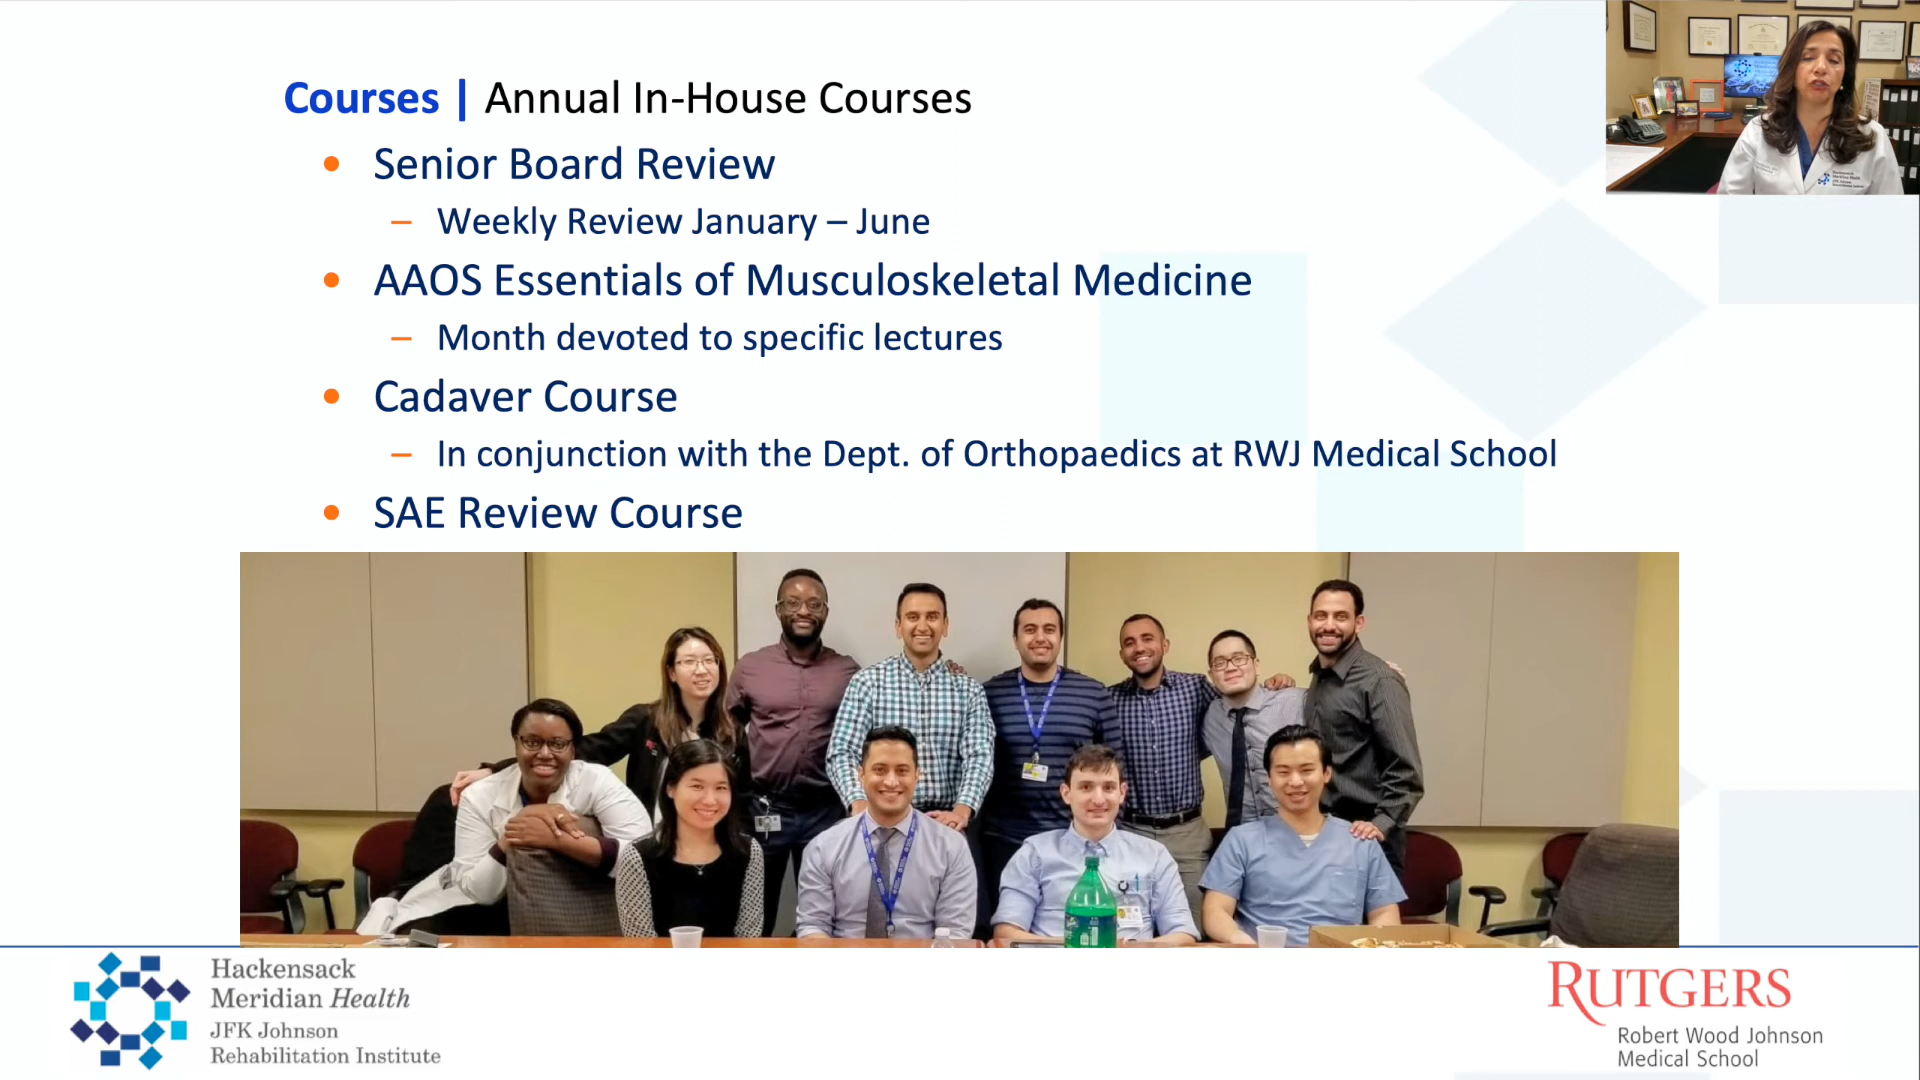 Courses | Annual In-House Courses
• Senior Board Review
– Weekly Review January – June
• AAOS Essentials of Musculoskeletal Medicine
– Month devoted to specific lectures
• Cadaver Course
– In conjunction with the Dept. of Orthopaedics at RWJ Medical School
• SAE Review Course
Hackensack
Meridian Health
JFK Johnson
Rehabilitation Institute
RUTGERS
Robert Wood Johnson
Medical School